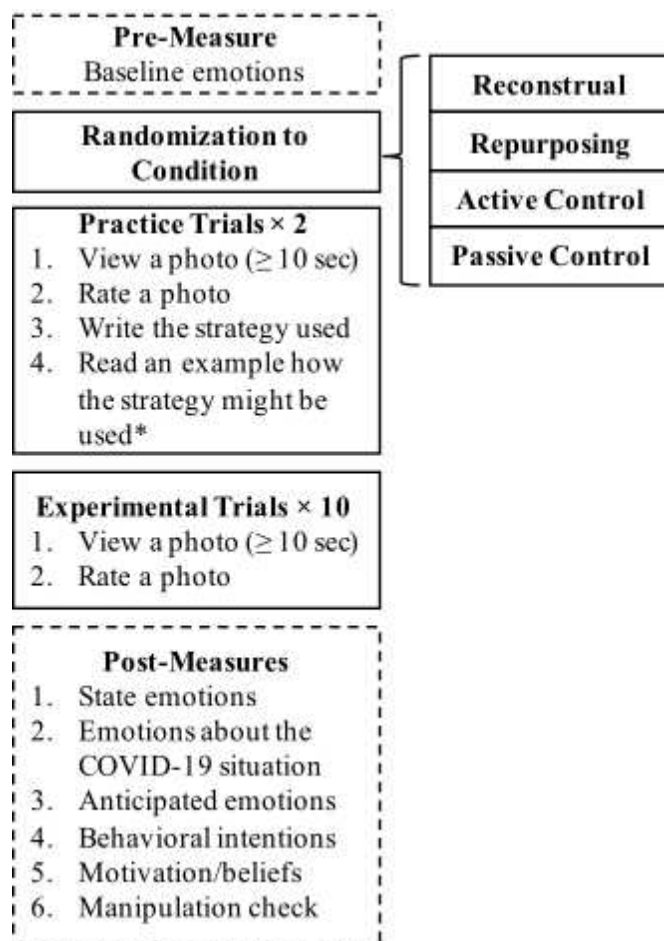 Pre-Measure
Baseline emotions
Randomization to
Condition
Reconstrual
Repurposing
Active Control
Passive Control
Practice Trials × 2
1. View a photo (≥ 10 sec)
2. Rate a photo
3. Write the strategy used
4. Read an example how
the strategy might be
used*
Experimental Trials × 10
1. View a photo (≥ 10 sec)
2. Rate a photo
Post-Measures
1. State emotions
2. Emotions about the
COVID-19 situation
3. Anticipated emotions
4. Behavioral intentions
5. Motivation/beliefs
6. Manipulation check